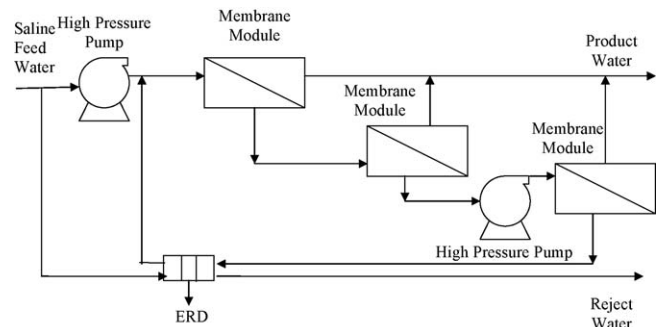 Saline
Feed
Water
High Pressure
Pump
Membrane
Module
Product
Water
Membrane
Module
Membrane
Module
High Pressure Pump
ERD
Reject
Water